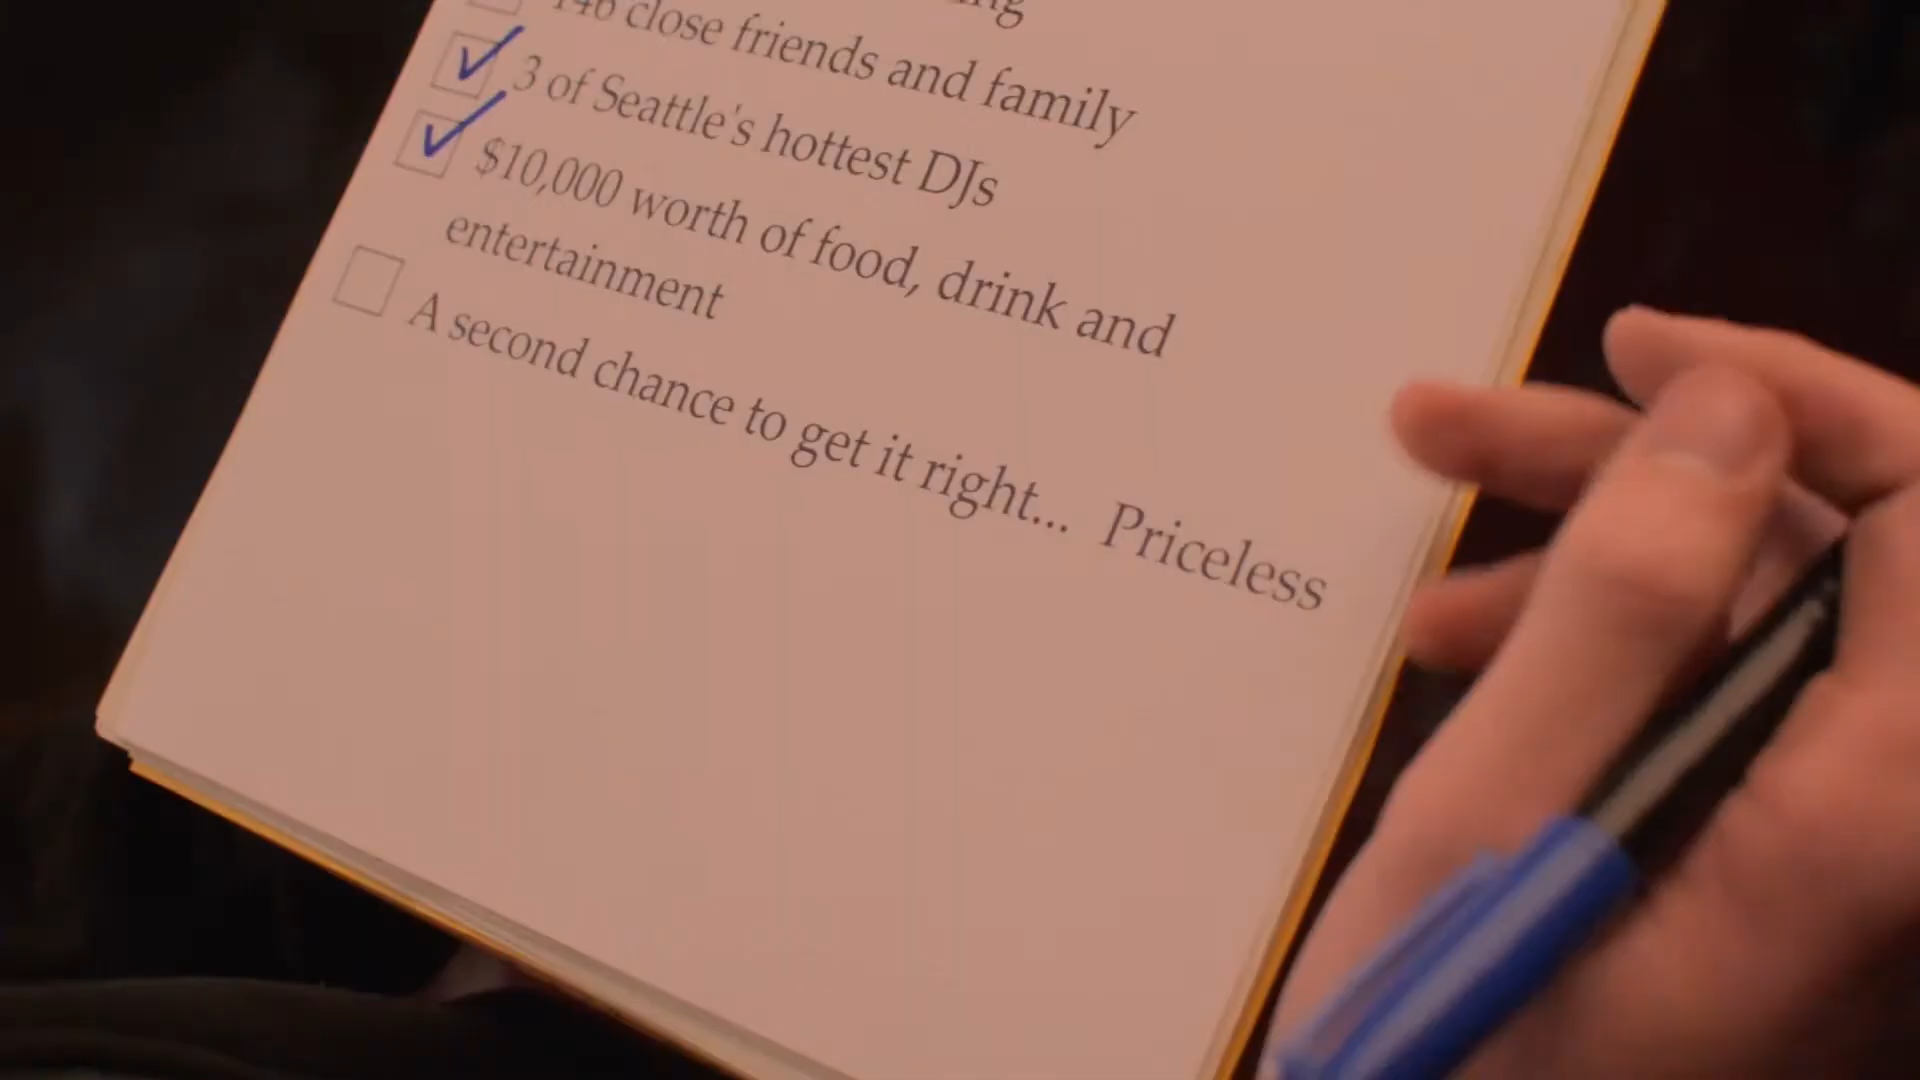 146 close friends and family
3 of Seattle's hottest DJs
$10,000 worth of food, drink and
entertainment
A second chance to get it right... Priceless